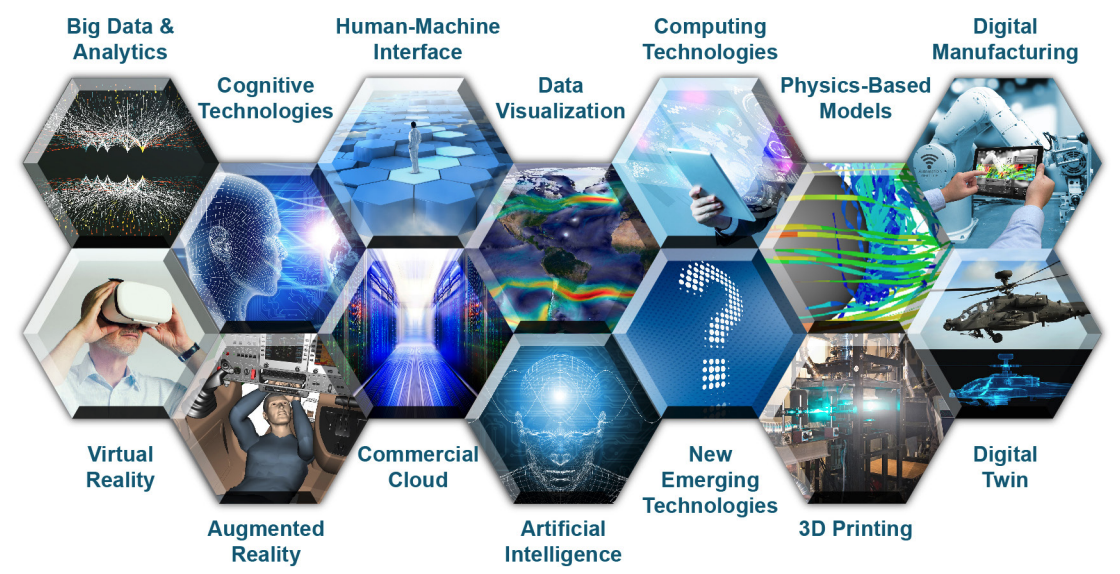 Big Data &
Analytics
Cognitive
Technologies
Human-Machine
Interface
Data
Visualization
Computing
Technologies
Physics-Based
Models
Digital
Manufacturing
?
Virtual
Reality
Augmented
Reality
Commercial
Cloud
Artificial
Intelligence
New
Emerging
Technologies
3D Printing
Digital
Twin